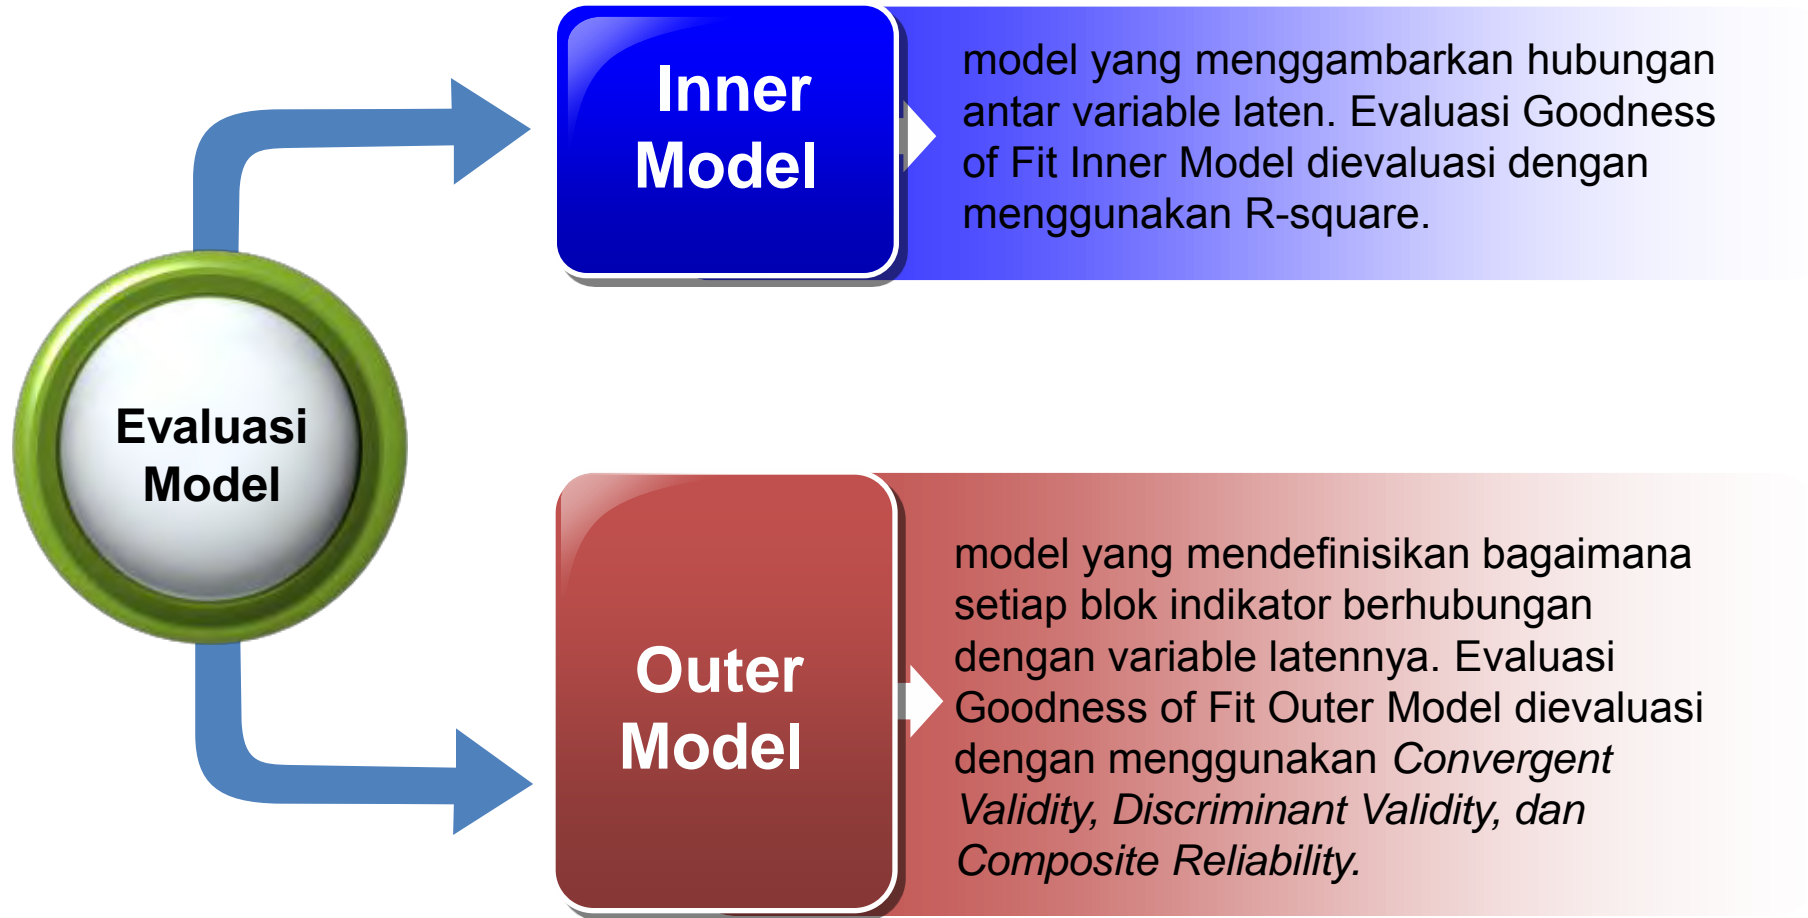 Inner
Model
model yang menggambarkan hubungan
antar variable laten. Evaluasi Goodness
of Fit Inner Model dievaluasi dengan
menggunakan R-square.
Evaluasi
Model
Outer
Model
model yang mendefinisikan bagaimana
setiap blok indikator berhubungan
dengan variable latennya. Evaluasi
Goodness of Fit Outer Model dievaluasi
dengan menggunakan Convergent
Validity, Discriminant Validity, dan
Composite Reliability.